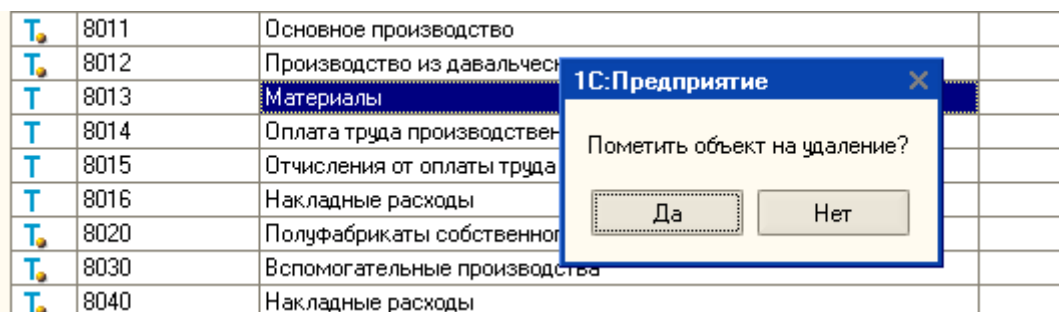 8011 Основное производство
8012 Производство из давальческ
8013 Материалы
8014 Оплата труда производствен
8015 Отчисления от оплаты труда
8016 Накладные расходы
8020 Полуфабрикаты собственног
8030 Вспомогательные производства
8040 Накладные расходы
1С:Предприятие
Пометить объект на удаление?
Да Нет